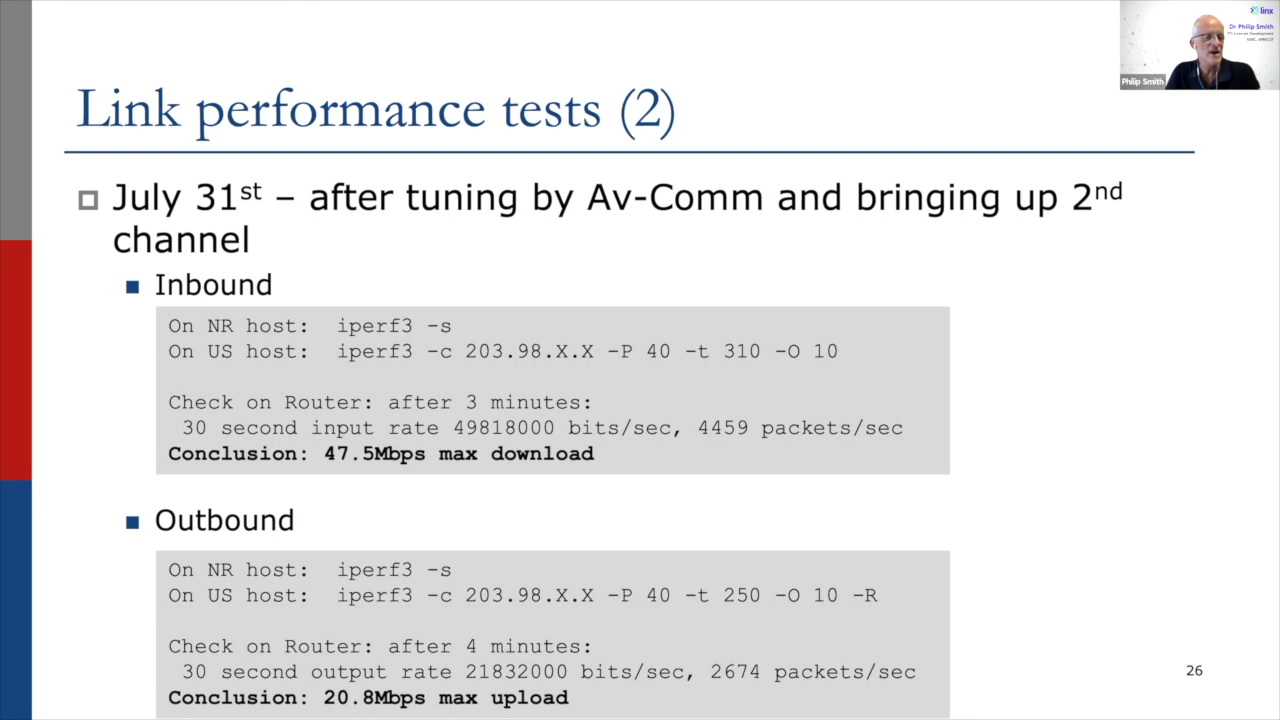 linx
Dr Philip Smith
Philip Smith
Link performance tests (2)
July 31st – after tuning by Av-Comm and bringing up 2nd
channel
Inbound
On NR host: iperf3 -s
On US host: iperf3 -c 203.98.X.X -P 40 -t 310 -O 10
Check on Router: after 3 minutes:
30 second input rate 49818000 bits/sec, 4459 packets/sec
Conclusion: 47.5Mbps max download
Outbound
On NR host: iperf3 -s
On US host: iperf3 -c 203.98.X.X -P 40 -t 250 -O 10 -R
Check on Router: after 4 minutes:
30 second output rate 21832000 bits/sec, 2674 packets/sec
Conclusion: 20.8Mbps max upload
26